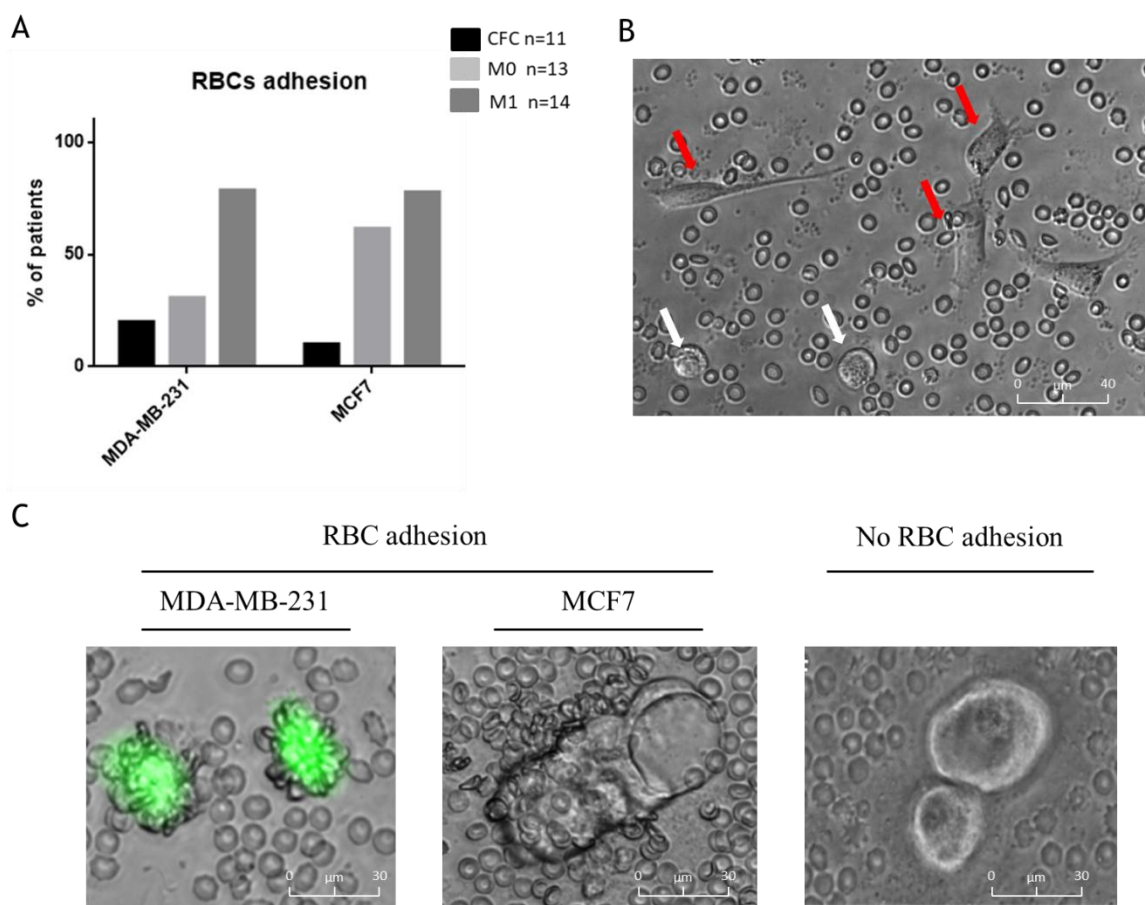 A
CFC n=11
M0 n=13
M1 n=14
RBCs adhesion
% of patients
100
50
0
MDA-MB-231
MCF7
B
0 µm 40
C
RBC adhesion
No RBC adhesion
MDA-MB-231
MCF7
0 µm 30
0 µm 30
0 µm 30